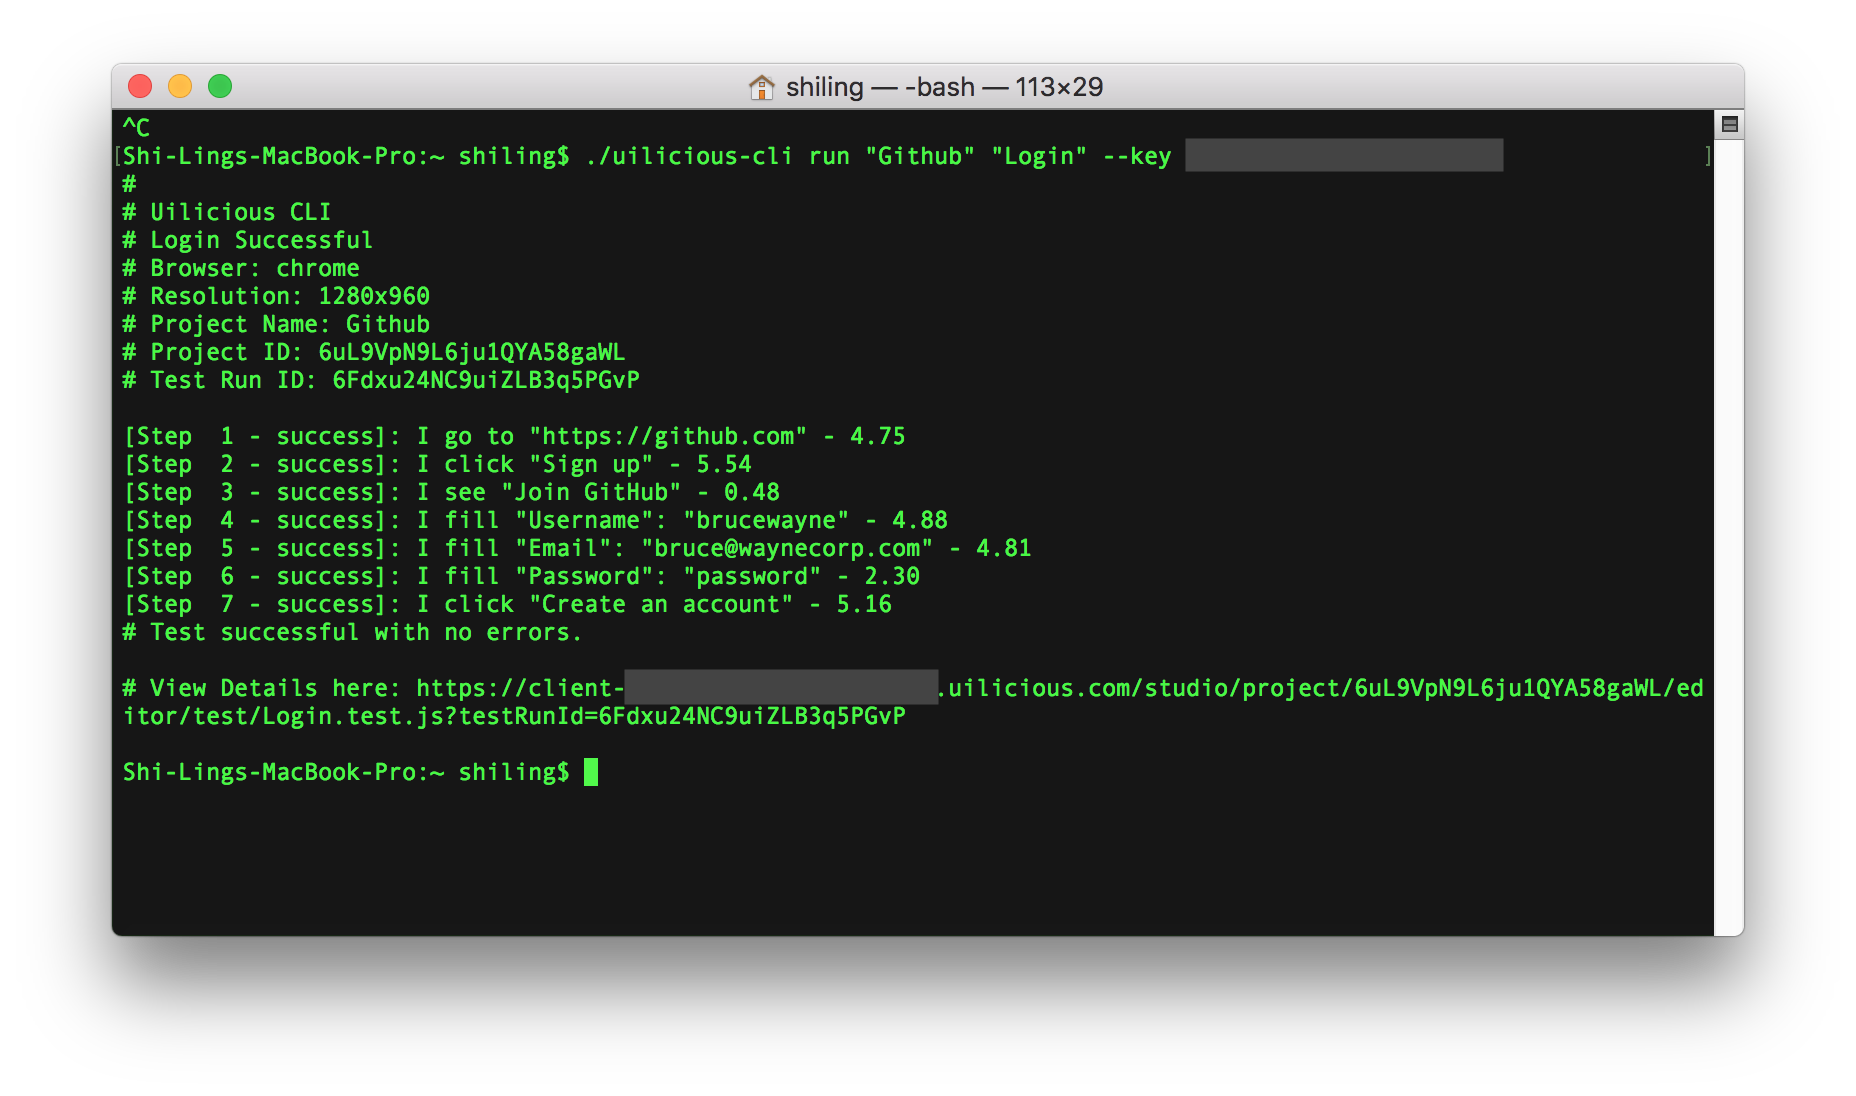 shiling — -bash — 113×29
^C
[Shi-Lings-MacBook-Pro:~ shiling$ ./uilicious-cli run "Github" "Login" --key ]
#
# Uilicious CLI
# Login Successful
# Browser: chrome
# Resolution: 1280x960
# Project Name: Github
# Project ID: 6uL9VpN9L6ju1QYA58gaWL
# Test Run ID: 6Fdxu24NC9uiZLB3q5PGvP
[Step  1 - success]: I go to "https://github.com" - 4.75
[Step  2 - success]: I click "Sign up" - 5.54
[Step  3 - success]: I see "Join GitHub" - 0.48
[Step  4 - success]: I fill "Username": "brucewayne" - 4.88
[Step  5 - success]: I fill "Email": "bruce@waynecorp.com" - 4.81
[Step  6 - success]: I fill "Password": "password" - 2.30
[Step  7 - success]: I click "Create an account" - 5.16
# Test successful with no errors.
# View Details here: https://client- .uilicious.com/studio/project/6uL9VpN9L6ju1QYA58gaWL/ed
itor/test/Login.test.js?testRunId=6Fdxu24NC9uiZLB3q5PGvP
Shi-Lings-MacBook-Pro:~ shiling$